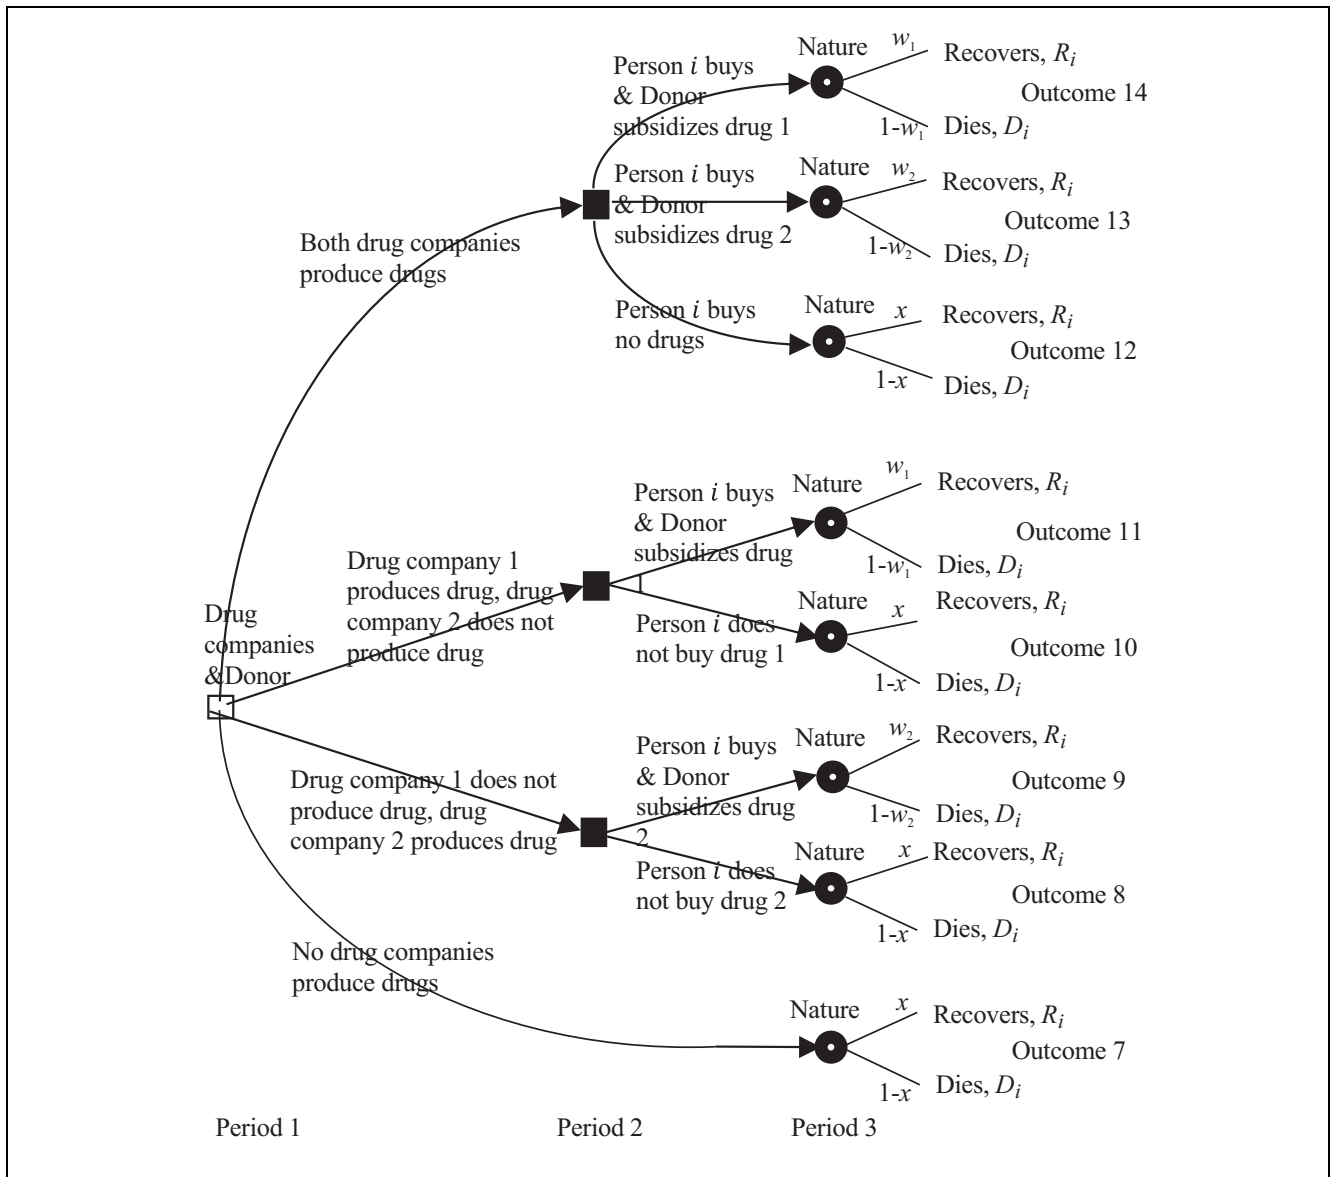 Nature w₁ Recovers, Rᵢ
Person i buys
& Donor
subsidizes drug 1
Outcome 14
1-w₁ Dies, Dᵢ
Nature w₂ Recovers, Rᵢ
Person i buys
& Donor
subsidizes drug 2
Outcome 13
1-w₂ Dies, Dᵢ
Both drug companies
produce drugs
Nature x Recovers, Rᵢ
Person i buys
no drugs
Outcome 12
1-x Dies, Dᵢ
Nature w₁ Recovers, Rᵢ
Person i buys
& Donor
subsidizes drug
Outcome 11
1-w₁ Dies, Dᵢ
Drug company 1
produces drug, drug
company 2 does not
produce drug
Nature x Recovers, Rᵢ
Person i does
not buy drug 1
Outcome 10
1-x Dies, Dᵢ
Drug
companies
&Donor
Nature w₂ Recovers, Rᵢ
Person i buys
& Donor
subsidizes drug
2
Outcome 9
1-w₂ Dies, Dᵢ
Drug company 1 does not
produce drug, drug
company 2 produces drug
Nature x Recovers, Rᵢ
Person i does
not buy drug 2
Outcome 8
1-x Dies, Dᵢ
No drug companies
produce drugs
Nature x Recovers, Rᵢ
Outcome 7
1-x Dies, Dᵢ
Period 1 Period 2 Period 3